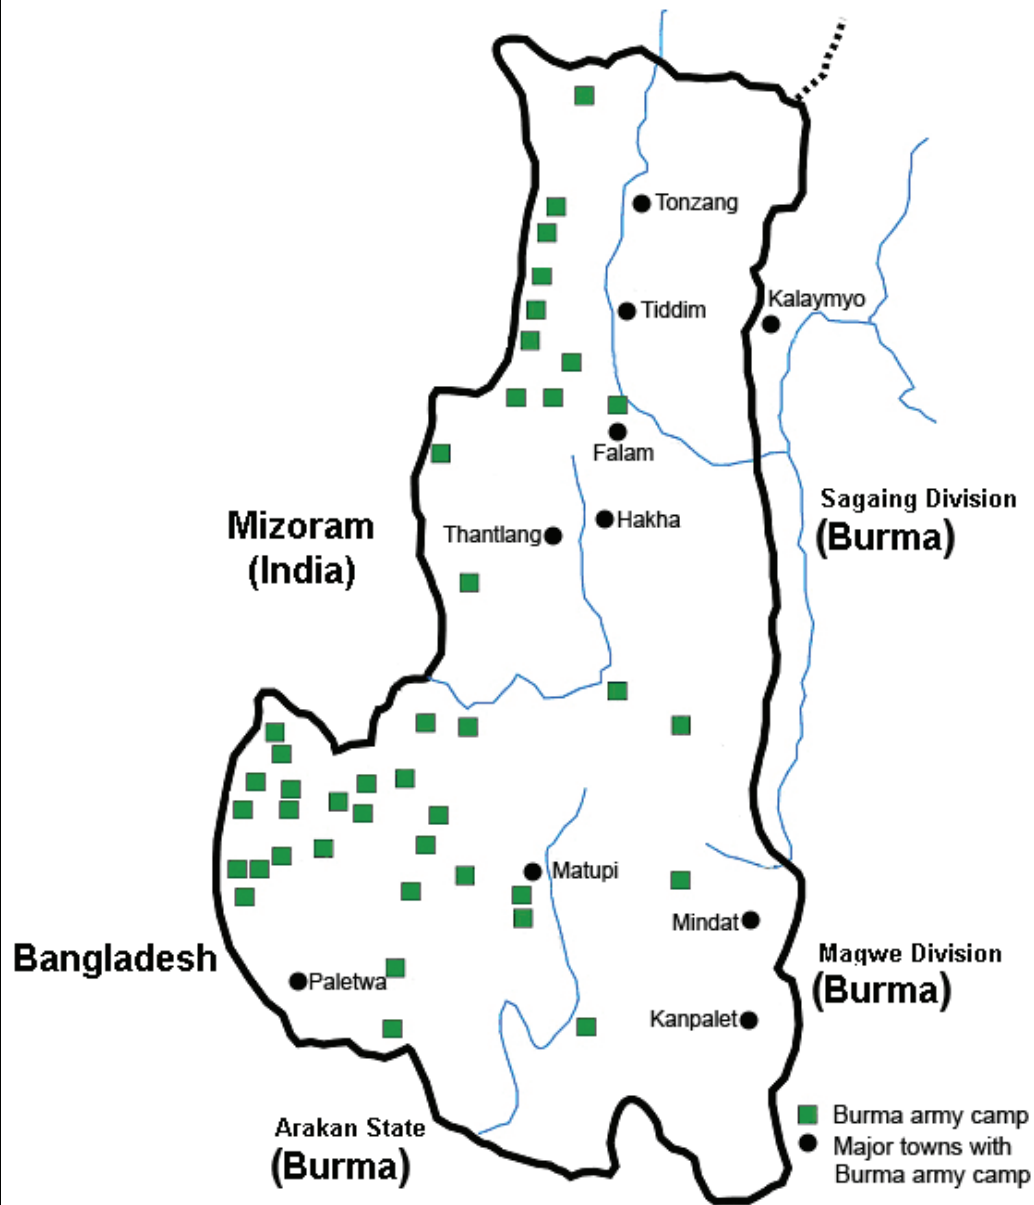 Tonzang
Kalaymyo
Tiddim
Falam
Sagaing Division
(Burma)
Mizoram
(India)
Hakha
Thantlang
Matupi
Mindat
Bangladesh
Maqwe Division
(Burma)
Paletwa
Kanpalet
Arakan State
(Burma)
Burma army camp
Major towns with
Burma army camp